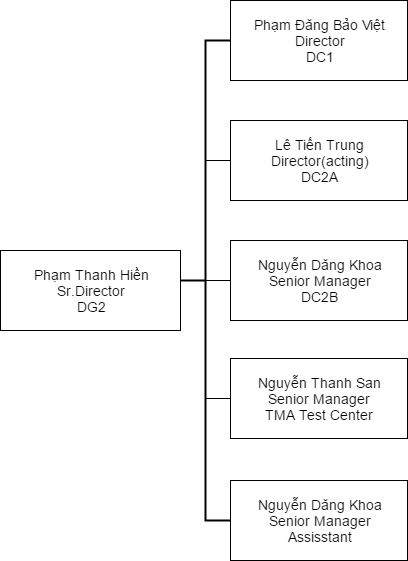 Phạm Đăng Bảo Việt
Director
DC1
Lê Tiến Trung
Director(acting)
DC2A
Phạm Thanh Hiền
Sr.Director
DG2
Nguyễn Dăng Khoa
Senior Manager
DC2B
Nguyễn Thanh San
Senior Manager
TMA Test Center
Nguyễn Dăng Khoa
Senior Manager
Assisstant